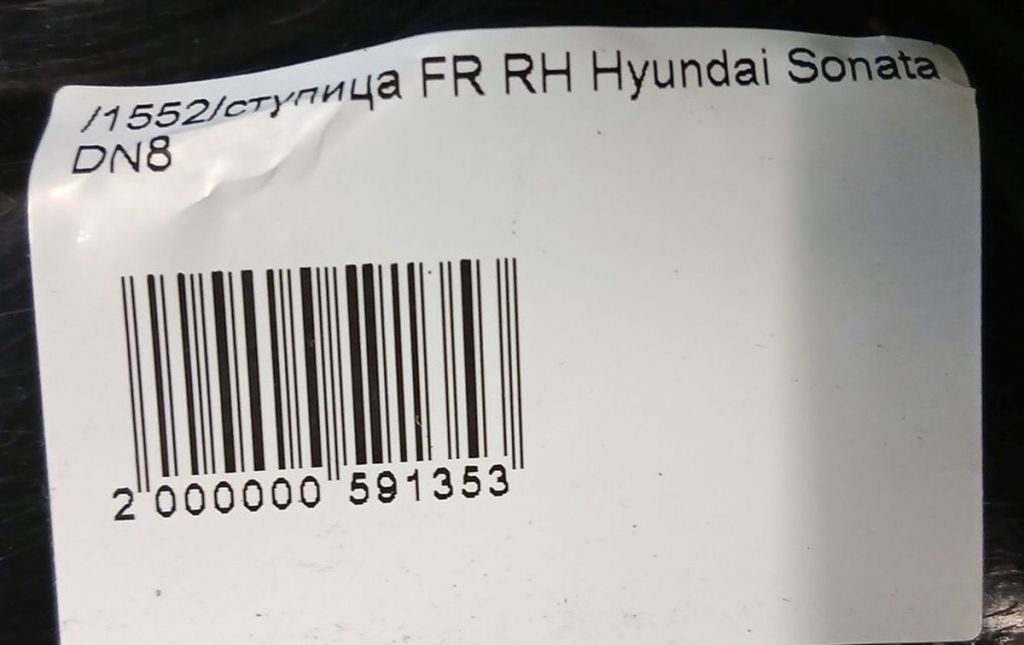 /1552/ступица FR RH Hyundai Sonata
DN8
2 000000 591353